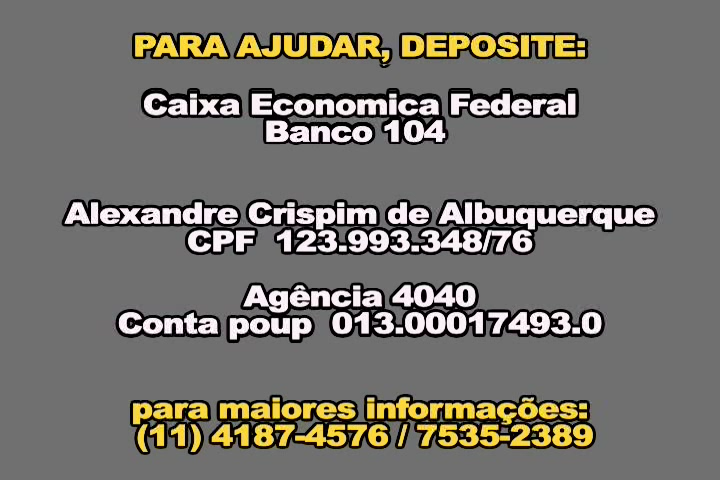 PARA AJUDAR, DEPOSITE:
Caixa Economica Federal
Banco 104
Alexandre Crispim de Albuquerque
CPF 123.993.348/76
Agência 4040
Conta poup 013.00017493.0
para maiores informações:
(11) 4187-4576 / 7535-2389